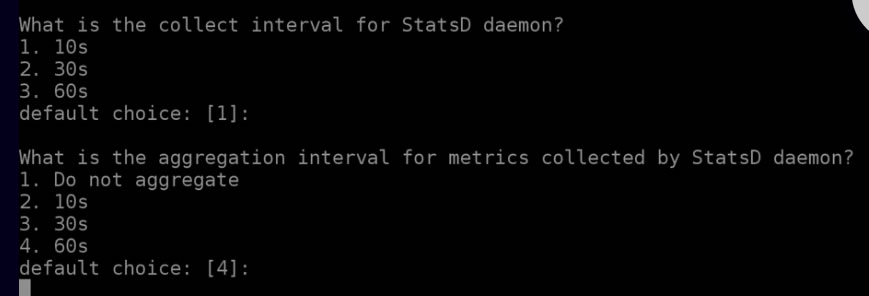 What is the collect interval for StatsD daemon?
1. 10s
2. 30s
3. 60s
default choice: [1]:
What is the aggregation interval for metrics collected by StatsD daemon?
1. Do not aggregate
2. 10s
3. 30s
4. 60s
default choice: [4]: